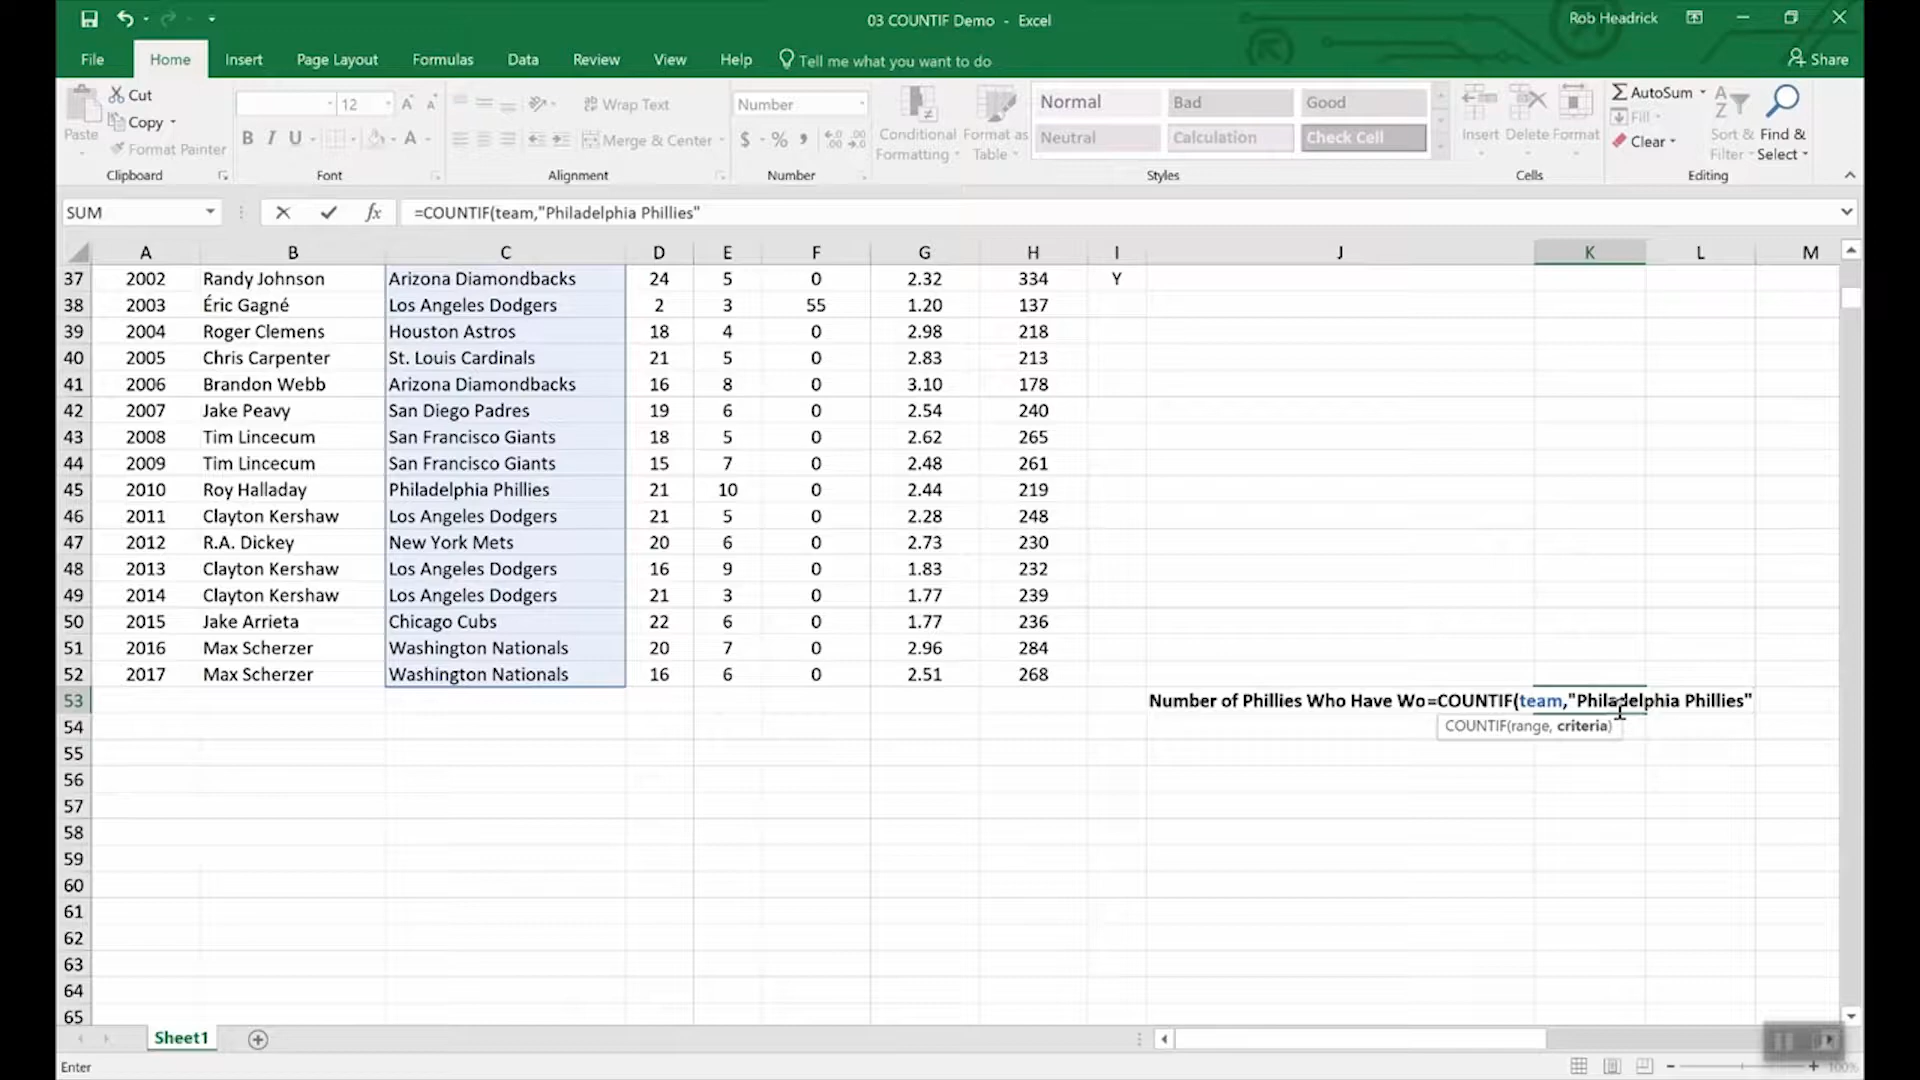 03 COUNTIF Demo - Excel
Rob Headrick
File Home Insert Page Layout Formulas Data Review View Help Tell me what you want to do Share
Paste Cut Copy Format Painter Clipboard
12 B I U Font
Wrap Text Merge & Center Alignment
Number $ % Number
Conditional Formatting Format as Table
Normal Bad Good
Neutral Calculation Check Cell
Styles
Insert Delete Format Cells
AutoSum Fill Clear Sort & Filter Find & Select Editing
SUM fx =COUNTIF(team,"Philadelphia Phillies"
A B C D E F G H I J K L M
37 2002 Randy Johnson Arizona Diamondbacks 24 5 0 2.32 334 Y
38 2003 Éric Gagné Los Angeles Dodgers 2 3 55 1.20 137
39 2004 Roger Clemens Houston Astros 18 4 0 2.98 218
40 2005 Chris Carpenter St. Louis Cardinals 21 5 0 2.83 213
41 2006 Brandon Webb Arizona Diamondbacks 16 8 0 3.10 178
42 2007 Jake Peavy San Diego Padres 19 6 0 2.54 240
43 2008 Tim Lincecum San Francisco Giants 18 5 0 2.62 265
44 2009 Tim Lincecum San Francisco Giants 15 7 0 2.48 261
45 2010 Roy Halladay Philadelphia Phillies 21 10 0 2.44 219
46 2011 Clayton Kershaw Los Angeles Dodgers 21 5 0 2.28 248
47 2012 R.A. Dickey New York Mets 20 6 0 2.73 230
48 2013 Clayton Kershaw Los Angeles Dodgers 16 9 0 1.83 232
49 2014 Clayton Kershaw Los Angeles Dodgers 21 3 0 1.77 239
50 2015 Jake Arrieta Chicago Cubs 22 6 0 1.77 236
51 2016 Max Scherzer Washington Nationals 20 7 0 2.96 284
52 2017 Max Scherzer Washington Nationals 16 6 0 2.51 268
53 Number of Phillies Who Have Wo=COUNTIF(team,"Philadelphia Phillies"
54 COUNTIF(range, criteria)
55
56
57
58
59
60
61
62
63
64
65
Sheet1
Enter 100%